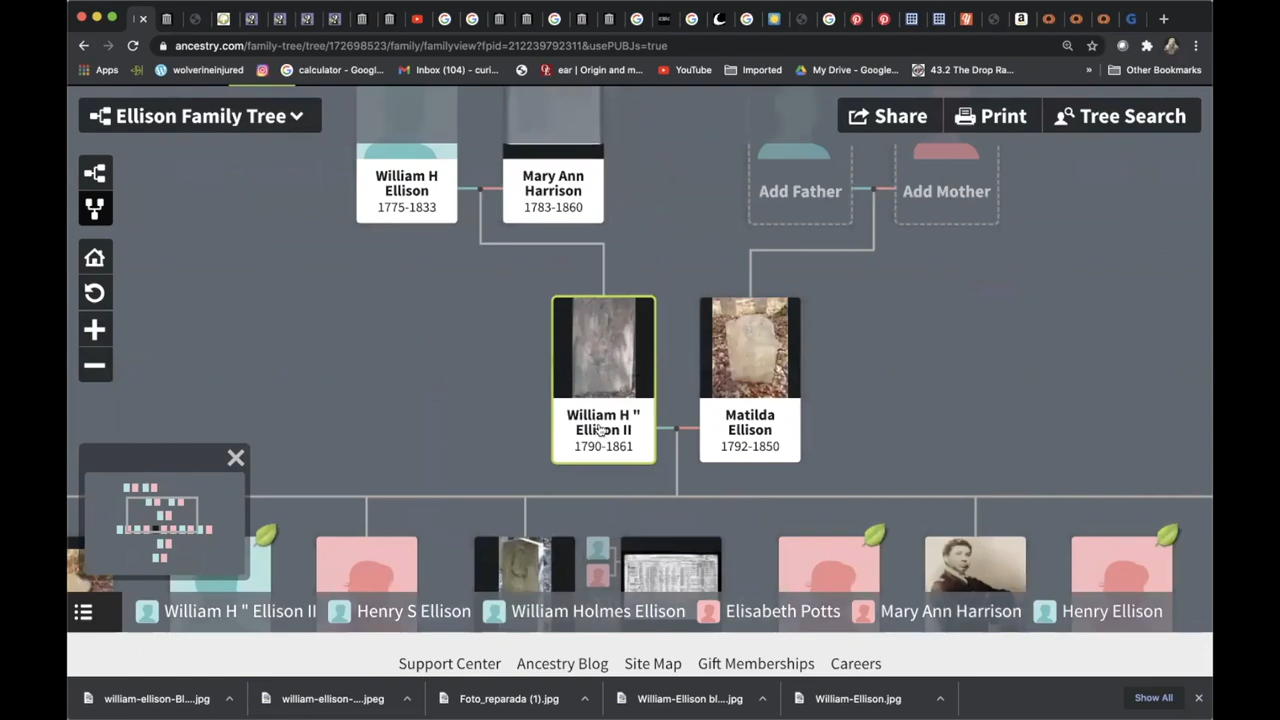 ancestry.com/family-tree/tree/172698523/family/familyview?fpid=212239792311&usePUBJs=true
Apps
wolverineinjured
calculator - Googl...
Inbox (104) - curi...
ear | Origin and m...
YouTube
Imported
My Drive - Google...
43.2 The Drop Ra...
»
Other Bookmarks
Ellison Family Tree
Share
Print
Tree Search
William H
Ellison
1775-1833
Mary Ann
Harrison
1783-1860
Add Father
Add Mother
William H "
Ellison II
1790-1861
Matilda
Ellison
1792-1850
William H " Ellison II
Henry S Ellison
William Holmes Ellison
Elisabeth Potts
Mary Ann Harrison
Henry Ellison
Support Center
Ancestry Blog
Site Map
Gift Memberships
Careers
william-ellison-Bl....jpg
william-ellison-....jpeg
Foto_reparada (1).jpg
William-Ellison bl....jpg
William-Ellison.jpg
Show All